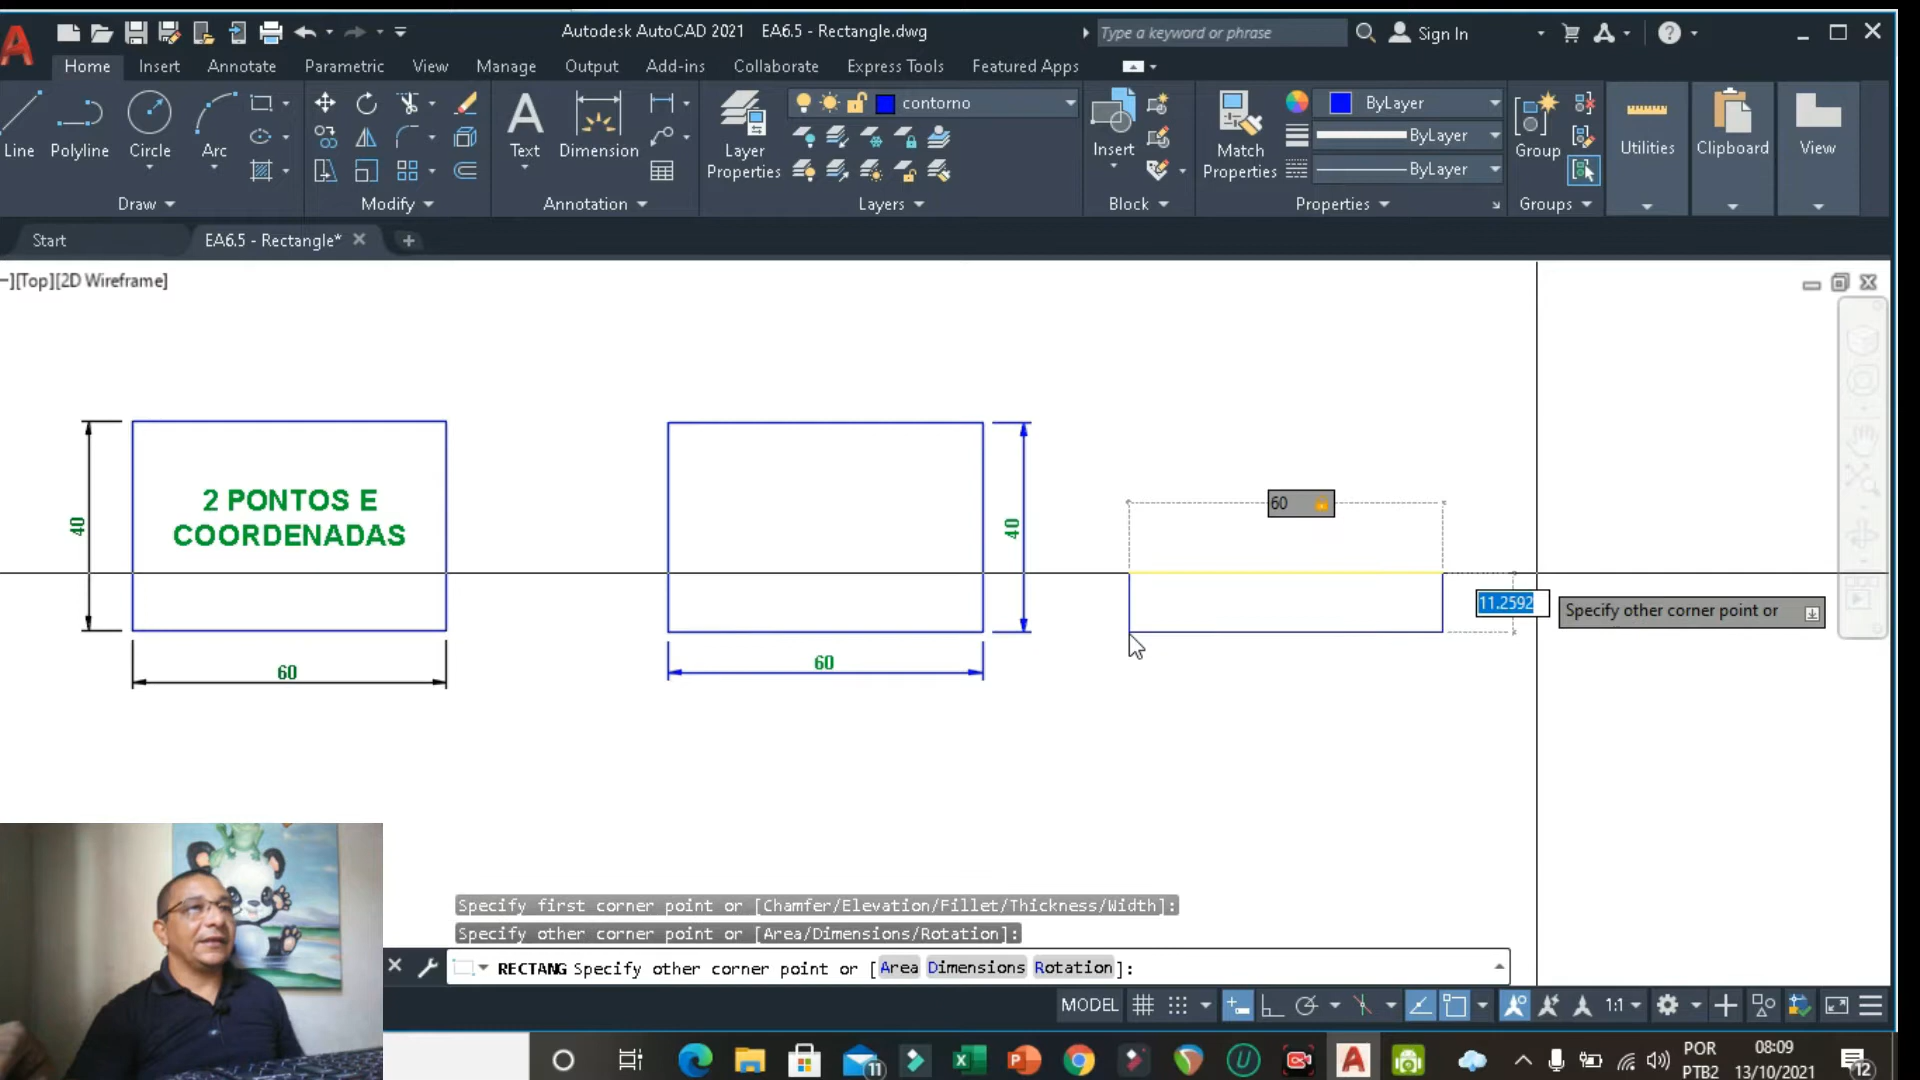 Autodesk AutoCAD 2021 EA6.5 - Rectangle.dwg
Type a keyword or phrase
Sign In
Home Insert Annotate Parametric View Manage Output Add-ins Collaborate Express Tools Featured Apps
contorno
ByLayer
ByLayer
ByLayer
Line Polyline Circle Arc
Text Dimension
Layer
Properties
Insert
Match
Properties
Group
Utilities Clipboard View
Draw Modify Annotation Layers Block Properties Groups
Start
EA6.5 - Rectangle*
][Top][2D Wireframe]
2 PONTOS E
COORDENADAS
40
60
40
60
60
11.2592
Specify other corner point or
Specify first corner point or [Chamfer/Elevation/Fillet/Thickness/Width]:
Specify other corner point or [Area/Dimensions/Rotation]:
RECTANG Specify other corner point or [Area Dimensions Rotation]:
MODEL
1:1
11
POR
PTB2
08:09
13/10/2021
12